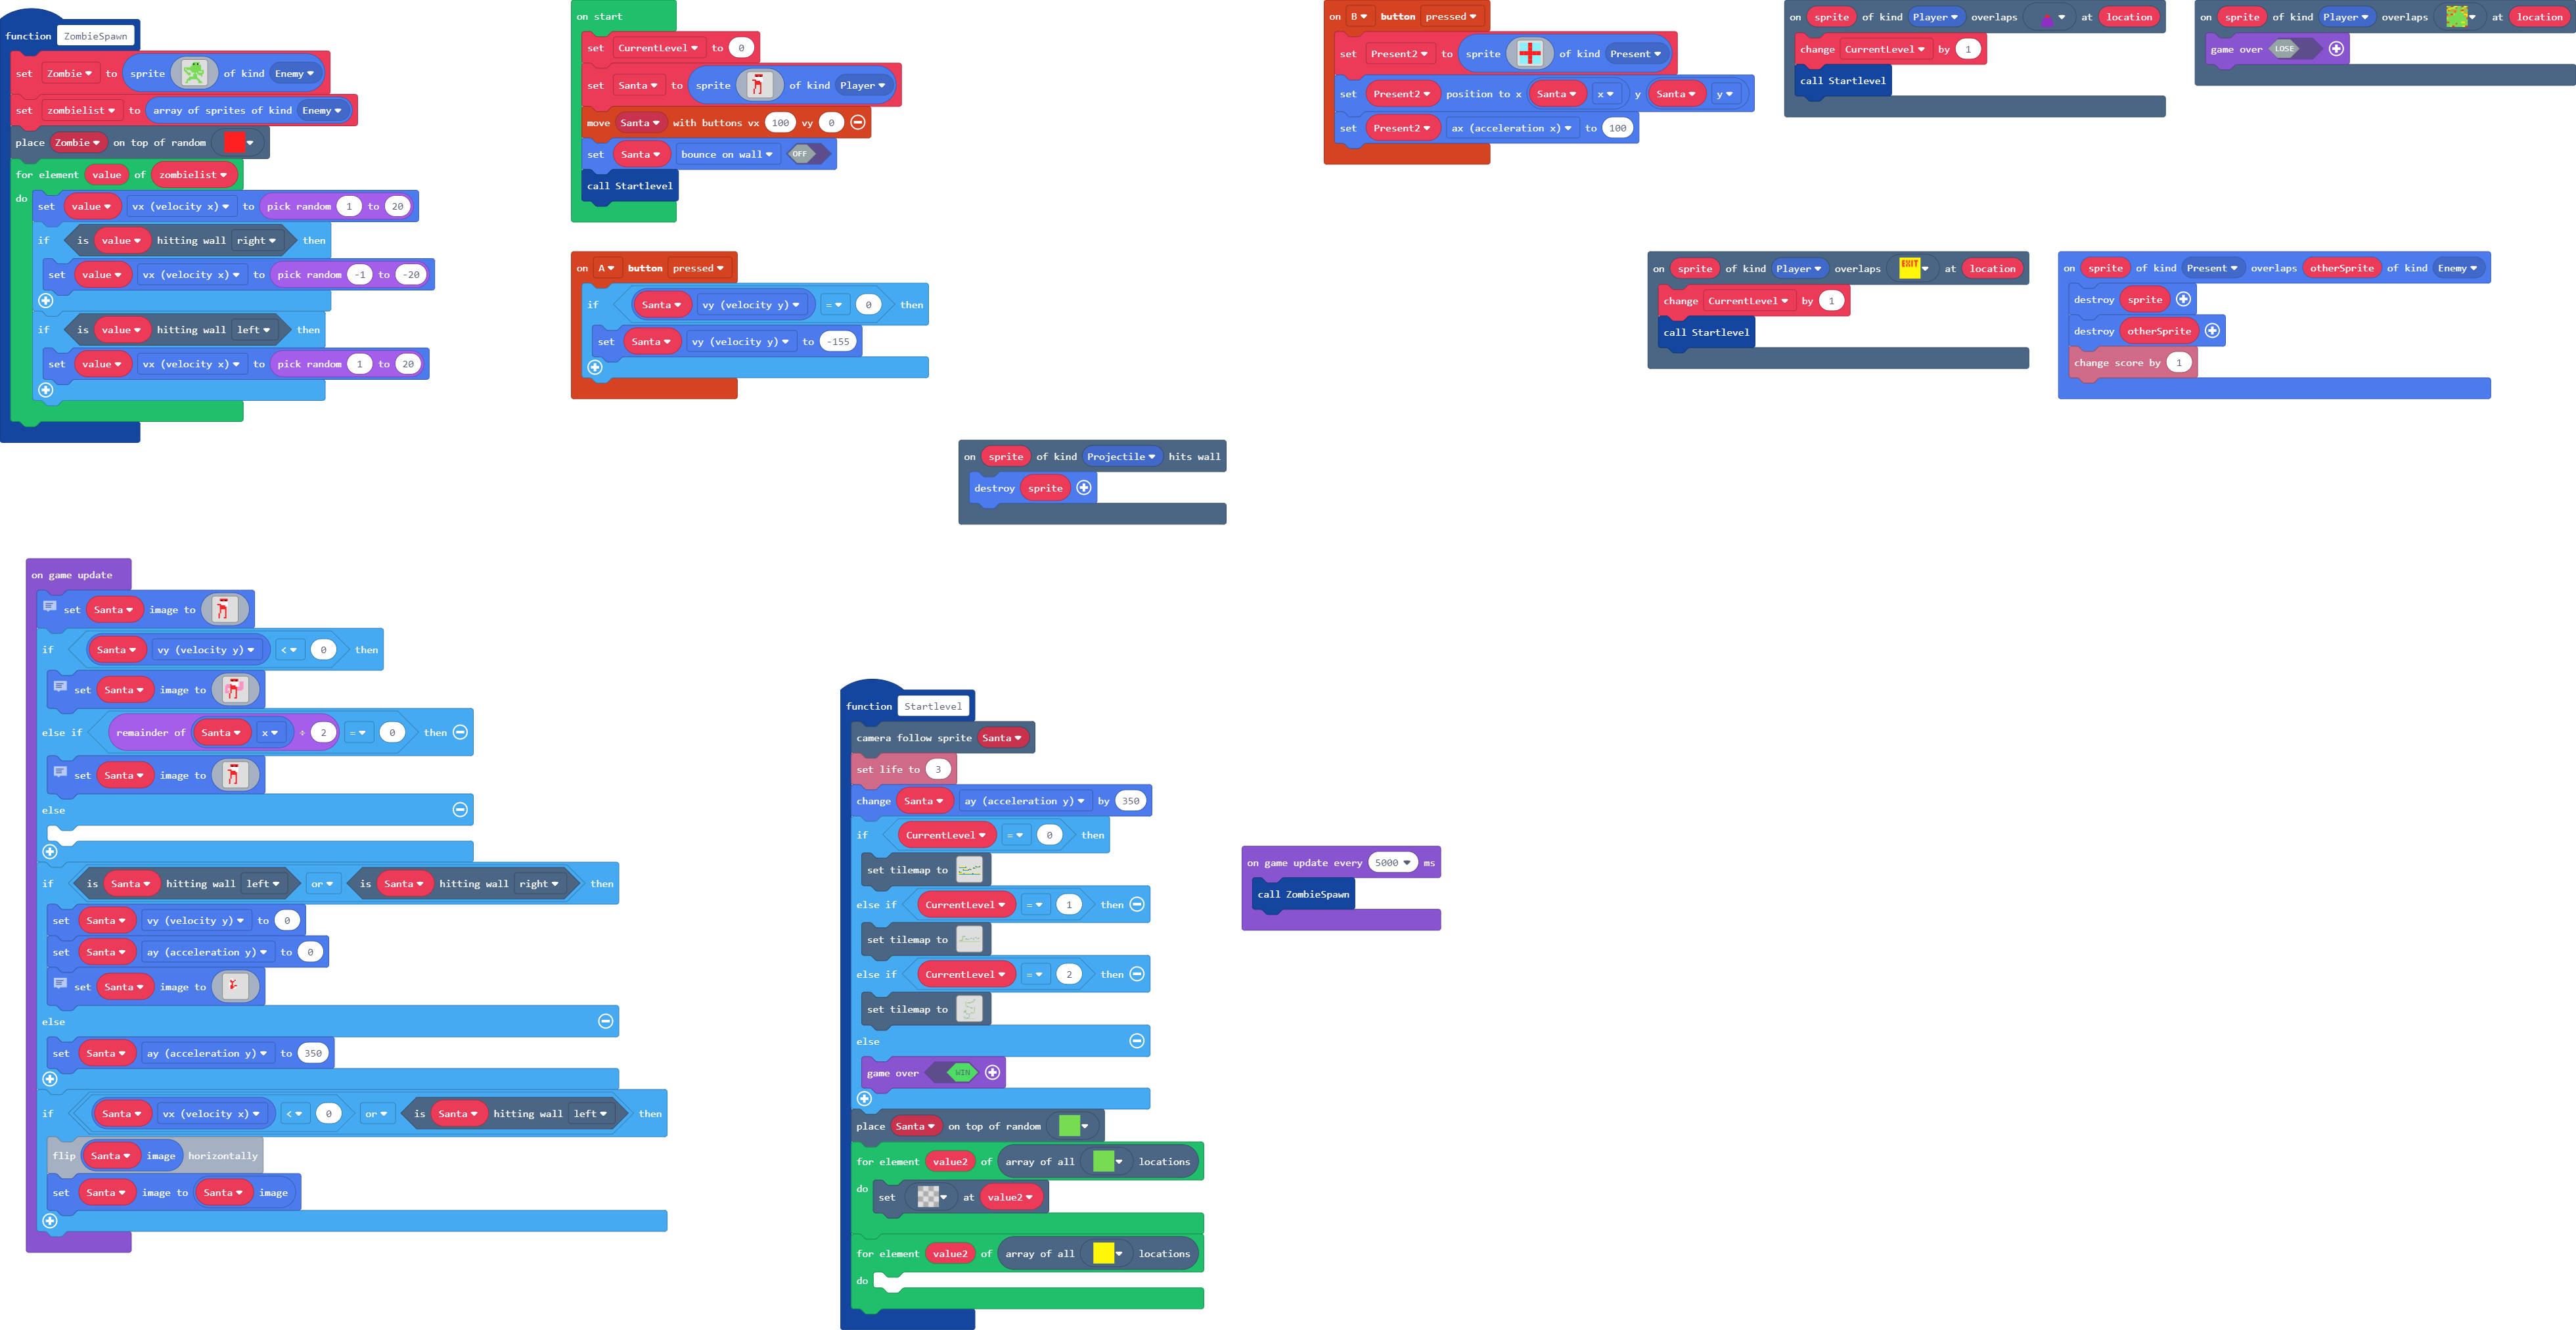 function ZombieSpawn
set Zombie to sprite of kind Enemy
set zombielist to array of sprites of kind Enemy
place Zombie on top of random
for element value of zombielist
do set value vx (velocity x) to pick random 1 to 20
if is value hitting wall right then
set value vx (velocity x) to pick random -1 to -20
if is value hitting wall left then
set value vx (velocity x) to pick random 1 to 20
on start
set CurrentLevel to 0
set Santa to sprite of kind Player
move Santa with buttons vx 100 vy 0
set Santa bounce on wall OFF
call Startlevel
on A button pressed
if Santa vy (velocity y) = 0 then
set Santa vy (velocity y) to -155
on B button pressed
set Present2 to sprite of kind Present
set Present2 position to x Santa x y Santa y
set Present2 ax (acceleration x) to 100
on sprite of kind Player overlaps at location
change CurrentLevel by 1
call Startlevel
on sprite of kind Player overlaps at location
game over LOSE
on sprite of kind Player overlaps EXIT at location
change CurrentLevel by 1
call Startlevel
on sprite of kind Present overlaps otherSprite of kind Enemy
destroy sprite
destroy otherSprite
change score by 1
on sprite of kind Projectile hits wall
destroy sprite
on game update
set Santa image to
if Santa vy (velocity y) < 0 then
set Santa image to
else if remainder of Santa x ÷ 2 = 0 then
set Santa image to
else
if is Santa hitting wall left or is Santa hitting wall right then
set Santa vy (velocity y) to 0
set Santa ay (acceleration y) to 0
set Santa image to
else
set Santa ay (acceleration y) to 350
if Santa vx (velocity x) < 0 or is Santa hitting wall left then
flip Santa image horizontally
set Santa image to Santa image
function Startlevel
camera follow sprite Santa
set life to 3
change Santa ay (acceleration y) by 350
if CurrentLevel = 0 then
set tilemap to
else if CurrentLevel = 1 then
set tilemap to
else if CurrentLevel = 2 then
set tilemap to
else
game over WIN
place Santa on top of random
for element value2 of array of all locations
do set at value2
for element value2 of array of all locations
do
on game update every 5000 ms
call ZombieSpawn